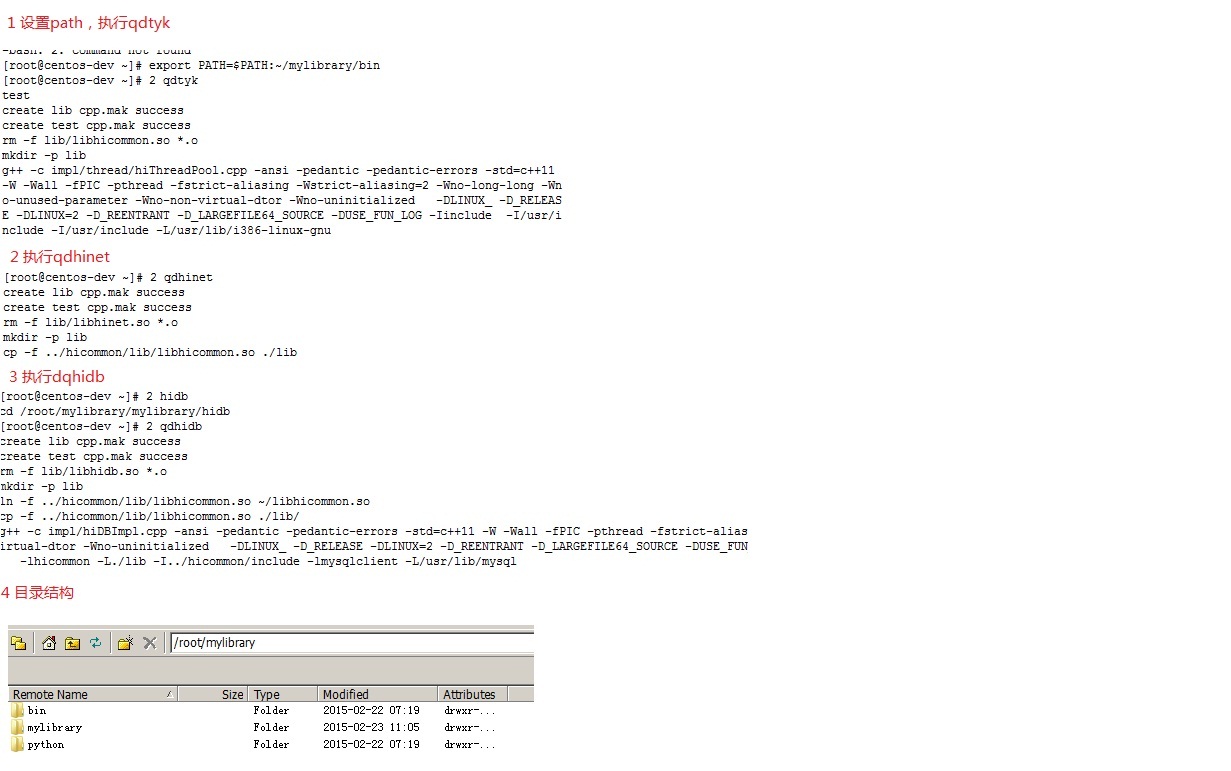 1 设置path，执行qdtyk
-bash: 2: command not found
[root@centos-dev ~]# export PATH=$PATH:~/mylibrary/bin
[root@centos-dev ~]# 2 qdtyk
test
create lib cpp.mak success
create test cpp.mak success
rm -f lib/libhicommon.so *.o
mkdir -p lib
g++ -c impl/thread/hiThreadPool.cpp -ansi -pedantic -pedantic-errors -std=c++11
-W -Wall -fPIC -pthread -fstrict-aliasing -Wstrict-aliasing=2 -Wno-long-long -Wn
o-unused-parameter -Wno-non-virtual-dtor -Wno-uninitialized   -DLINUX_ -D_RELEAS
E -DLINUX=2 -D_REENTRANT -D_LARGEFILE64_SOURCE -DUSE_FUN_LOG -Iinclude  -I/usr/i
nclude -I/usr/include -L/usr/lib/i386-linux-gnu
2 执行qdhinet
[root@centos-dev ~]# 2 qdhinet
create lib cpp.mak success
create test cpp.mak success
rm -f lib/libhinet.so *.o
mkdir -p lib
cp -f ../hicommon/lib/libhicommon.so ./lib
3 执行dqhidb
[root@centos-dev ~]# 2 hidb
cd /root/mylibrary/mylibrary/hidb
[root@centos-dev ~]# 2 qdhidb
create lib cpp.mak success
create test cpp.mak success
rm -f lib/libhidb.so *.o
mkdir -p lib
ln -f ../hicommon/lib/libhicommon.so ~/libhicommon.so
cp -f ../hicommon/lib/libhicommon.so ./lib/
g++ -c impl/hiDBImpl.cpp -ansi -pedantic -pedantic-errors -std=c++11 -W -Wall -fPIC -pthread -fstrict-alias
irtual-dtor -Wno-uninitialized   -DLINUX_ -D_RELEASE -DLINUX=2 -D_REENTRANT -D_LARGEFILE64_SOURCE -DUSE_FUN
-lhicommon -L./lib -I../hicommon/include -lmysqlclient -L/usr/lib/mysql
4 目录结构
/root/mylibrary
Remote Name Size Type Modified Attributes
bin Folder 2015-02-22 07:19 drwxr-...
mylibrary Folder 2015-02-23 11:05 drwxr-...
python Folder 2015-02-22 07:19 drwxr-...